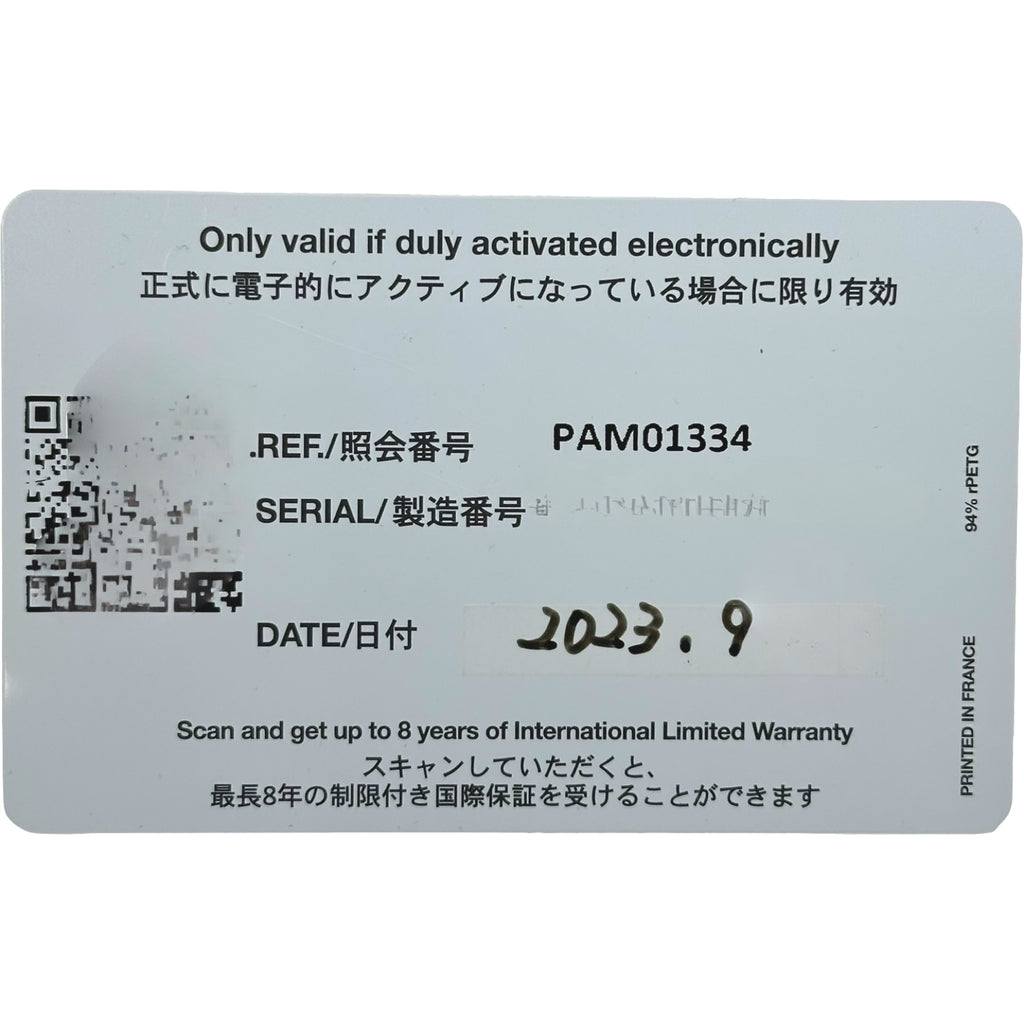 Only valid if duly activated electronically
正式に電子的にアクティブになっている場合に限り有効
.REF./照会番号 PAM01334
SERIAL/製造番号
DATE/日付 2023.9
Scan and get up to 8 years of International Limited Warranty
スキャンしていただくと、
最長8年の制限付き国際保証を受けることができます
94% rPETG
PRINTED IN FRANCE